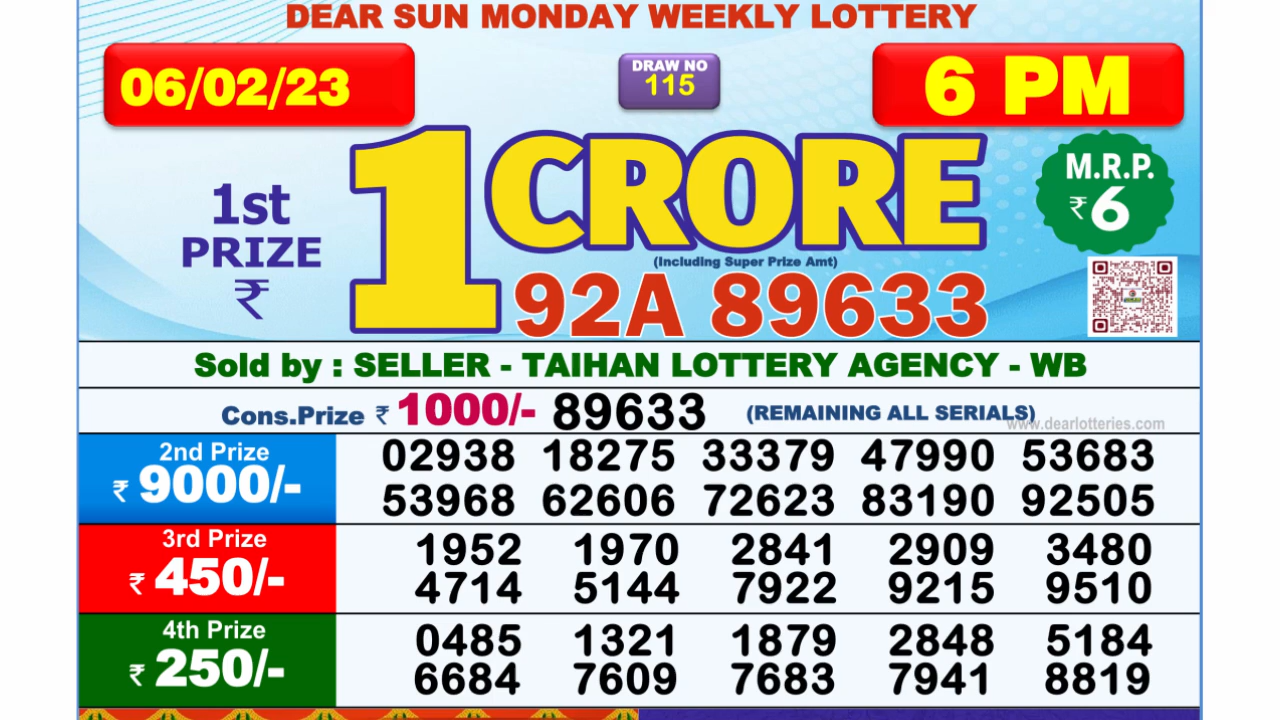 DEAR SUN MONDAY WEEKLY LOTTERY
06/02/23
DRAW NO
115
6 PM
1st
PRIZE
₹
1 CRORE
(Including Super Prize Amt)
M.R.P.
₹6
92A 89633
Sold by : SELLER - TAIHAN LOTTERY AGENCY - WB
Cons.Prize ₹ 1000/- 89633 (REMAINING ALL SERIALS)
www.dearlotteries.com
2nd Prize
₹ 9000/-
02938 18275 33379 47990 53683
53968 62606 72623 83190 92505
3rd Prize
₹ 450/-
1952 1970 2841 2909 3480
4714 5144 7922 9215 9510
4th Prize
₹ 250/-
0485 1321 1879 2848 5184
6684 7609 7683 7941 8819